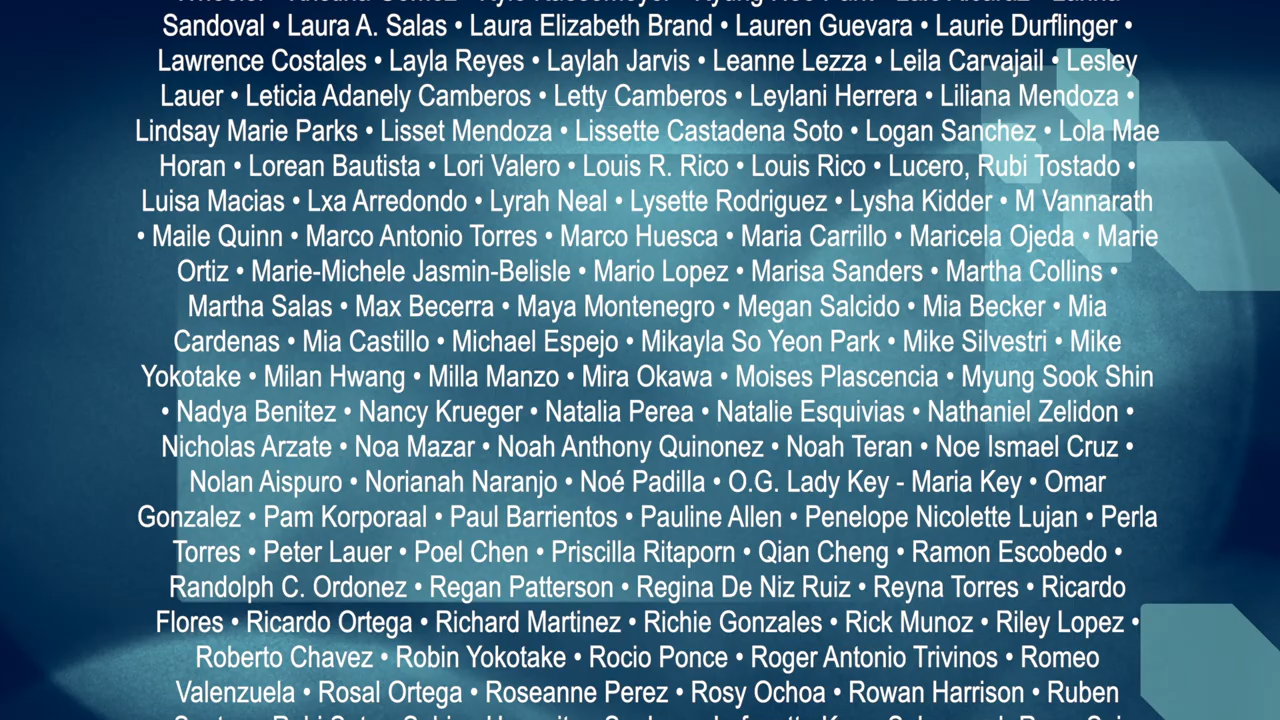 Sandoval • Laura A. Salas • Laura Elizabeth Brand • Lauren Guevara • Laurie Durflinger •
Lawrence Costales • Layla Reyes • Laylah Jarvis • Leanne Lezza • Leila Carvajail • Lesley
Lauer • Leticia Adanely Camberos • Letty Camberos • Leylani Herrera • Liliana Mendoza •
Lindsay Marie Parks • Lisset Mendoza • Lissette Castadena Soto • Logan Sanchez • Lola Mae
Horan • Lorean Bautista • Lori Valero • Louis R. Rico • Louis Rico • Lucero, Rubi Tostado •
Luisa Macias • Lxa Arredondo • Lyrah Neal • Lysette Rodriguez • Lysha Kidder • M Vannarath
• Maile Quinn • Marco Antonio Torres • Marco Huesca • Maria Carrillo • Maricela Ojeda • Marie
Ortiz • Marie-Michele Jasmin-Belisle • Mario Lopez • Marisa Sanders • Martha Collins •
Martha Salas • Max Becerra • Maya Montenegro • Megan Salcido • Mia Becker • Mia
Cardenas • Mia Castillo • Michael Espejo • Mikayla So Yeon Park • Mike Silvestri • Mike
Yokotake • Milan Hwang • Milla Manzo • Mira Okawa • Moises Plascencia • Myung Sook Shin
• Nadya Benitez • Nancy Krueger • Natalia Perea • Natalie Esquivias • Nathaniel Zelidon •
Nicholas Arzate • Noa Mazar • Noah Anthony Quinonez • Noah Teran • Noe Ismael Cruz •
Nolan Aispuro • Norianah Naranjo • Noé Padilla • O.G. Lady Key - Maria Key • Omar
Gonzalez • Pam Korporaal • Paul Barrientos • Pauline Allen • Penelope Nicolette Lujan • Perla
Torres • Peter Lauer • Poel Chen • Priscilla Ritaporn • Qian Cheng • Ramon Escobedo •
Randolph C. Ordonez • Regan Patterson • Regina De Niz Ruiz • Reyna Torres • Ricardo
Flores • Ricardo Ortega • Richard Martinez • Richie Gonzales • Rick Munoz • Riley Lopez •
Roberto Chavez • Robin Yokotake • Rocio Ponce • Roger Antonio Trivinos • Romeo
Valenzuela • Rosal Ortega • Roseanne Perez • Rosy Ochoa • Rowan Harrison • Ruben